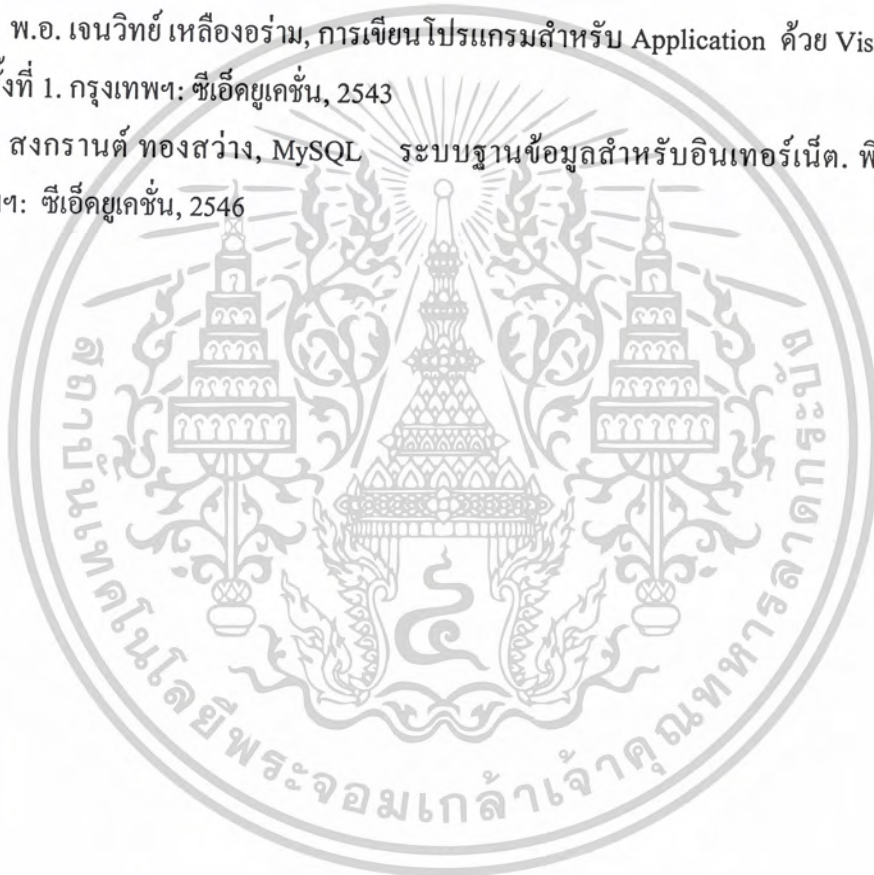 พ.อ. เจนวิทย์ เหลืองอร่าม, การเขียนโปรแกรมสำหรับ Application ด้วย Vis
ั้งที่ 1. กรุงเทพฯ: ซีเอ็ดยูเคชั่น, 2543
สงกรานต์ ทองสว่าง, MySQL ระบบฐานข้อมูลสำหรับอินเทอร์เน็ต. พิ
ฯ: ซีเอ็ดยูเคชั่น, 2546
สถาบันเทคโนโลยีพระจอมเกล้าเจ้าคุณทหารลาดกระบัง
๔